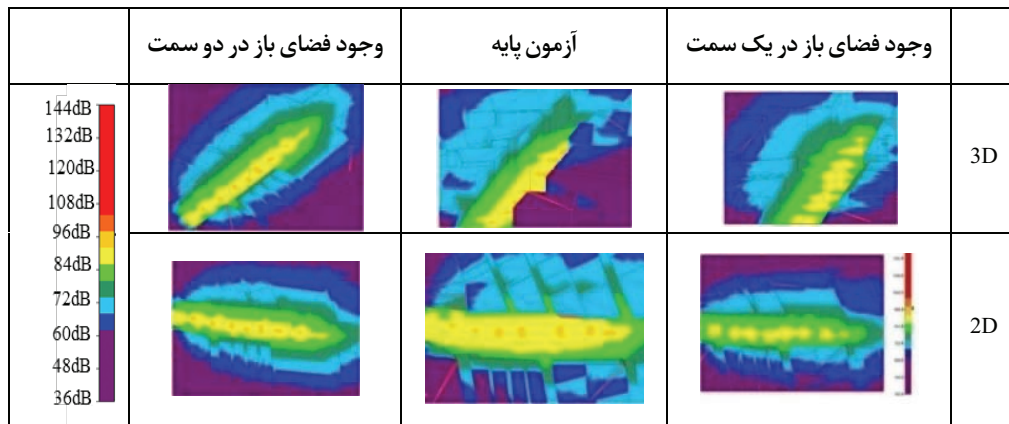 وجود فضای باز در یک سمت
آزمون پایه
وجود فضای باز در دو سمت
3D
144dB
132dB
120dB
108dB
96dB
84dB
72dB
60dB
48dB
36dB
2D